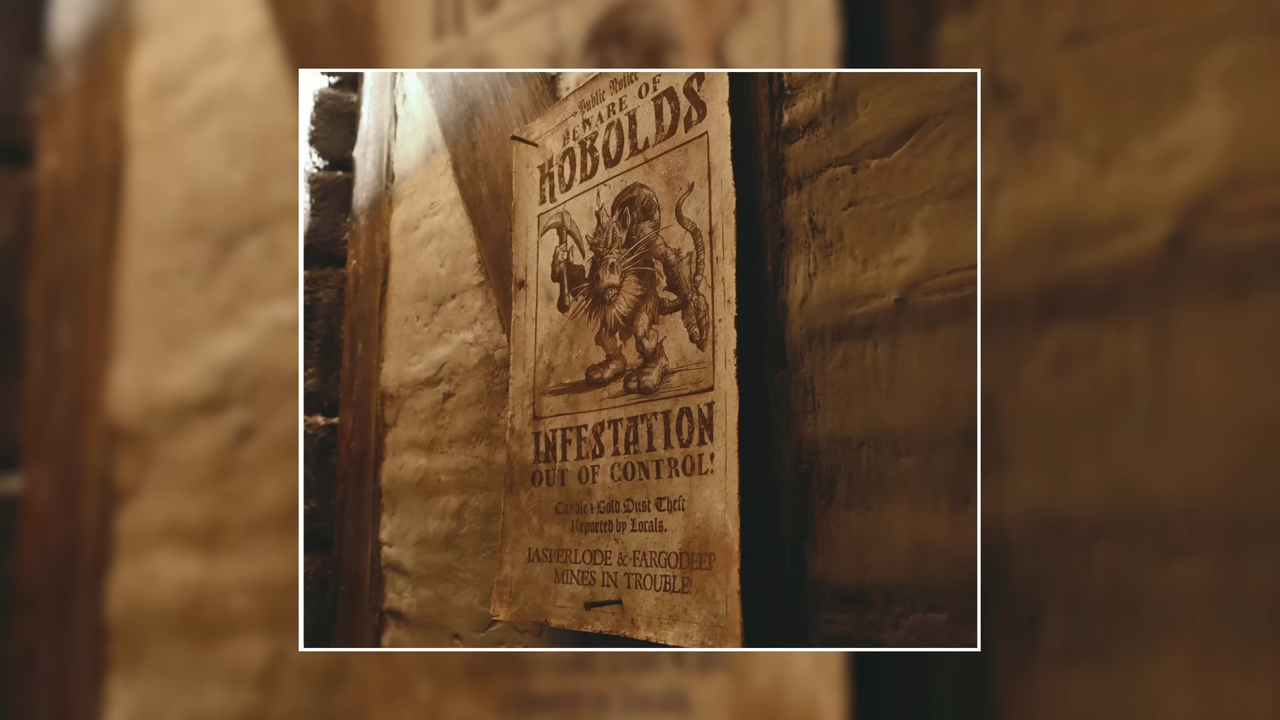 Public Notice
BEWARE OF
KOBOLDS
INFESTATION
OUT OF CONTROL!
Candle & Gold Dust Theft
Reported by Locals.
JASPERLODE & FARGODEEP
MINES IN TROUBLE!